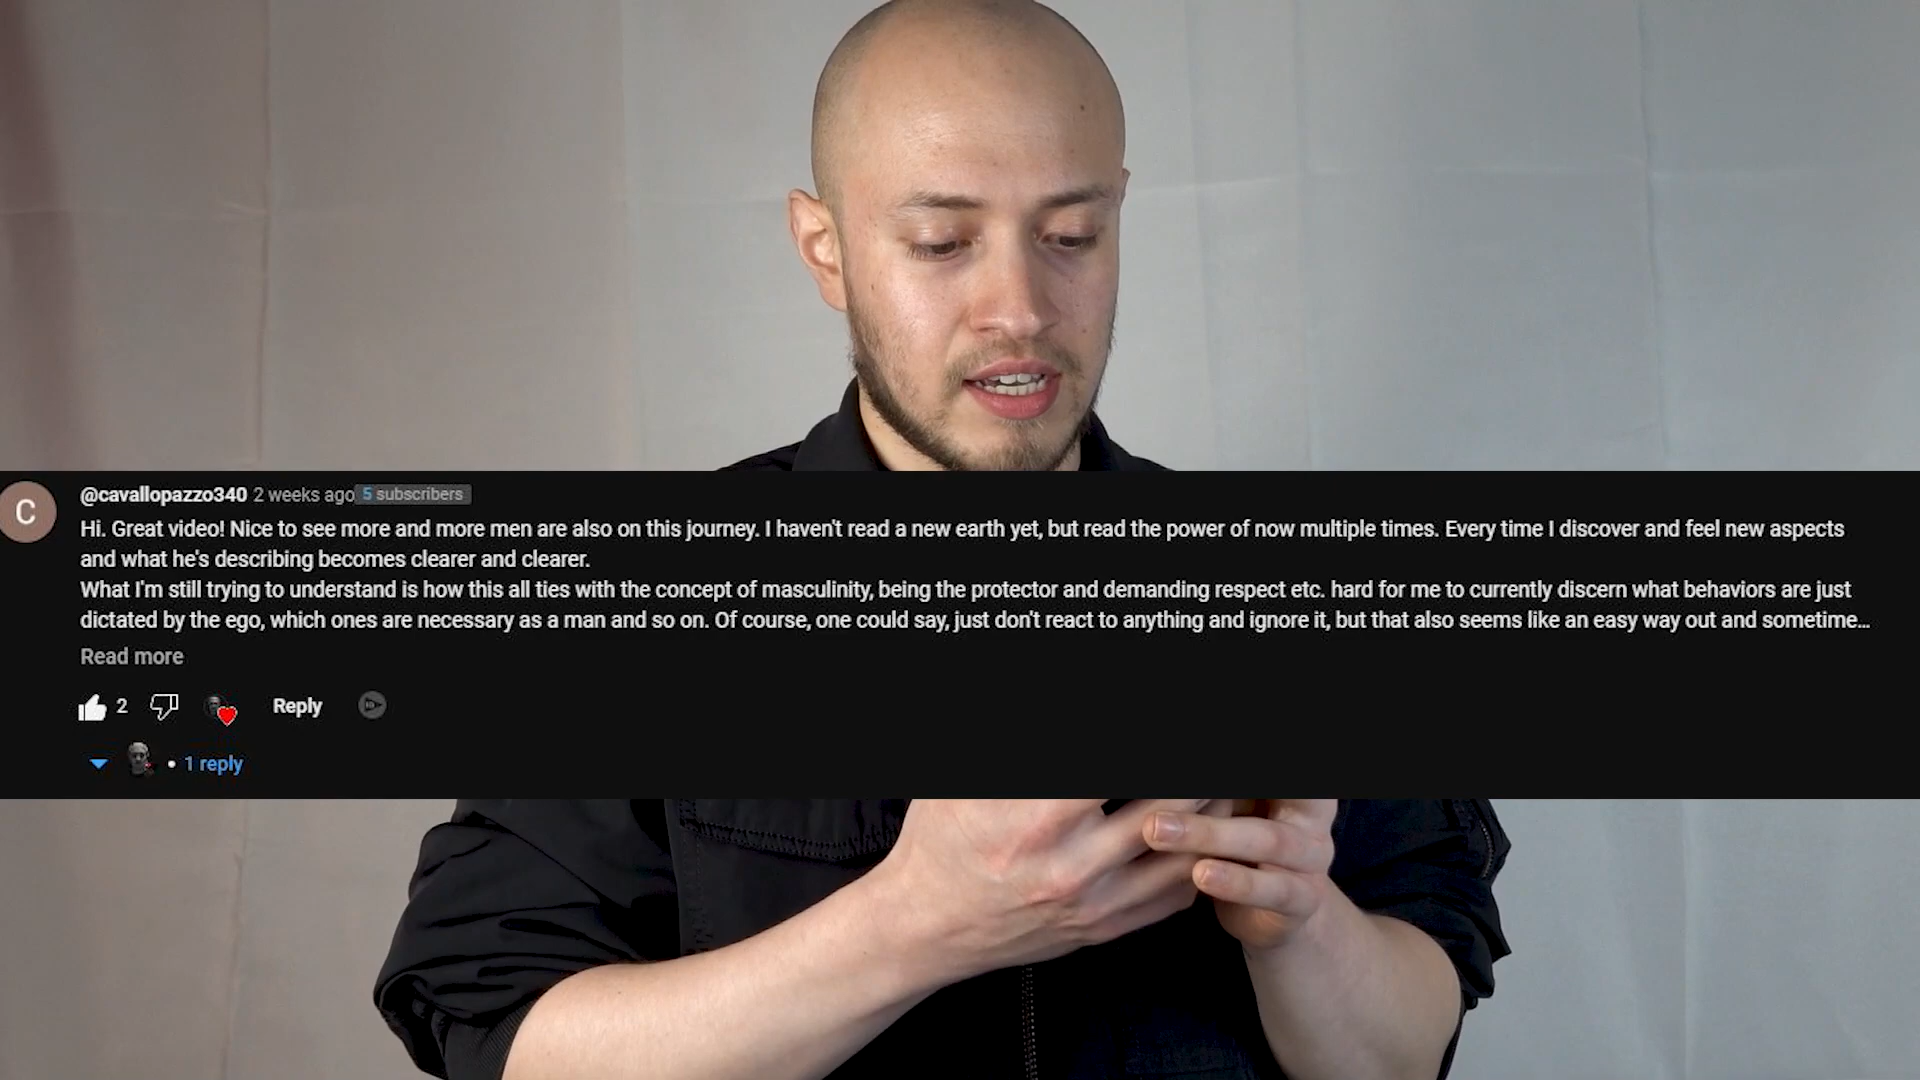 C
@cavallopazzo340 2 weeks ago 5 subscribers
Hi. Great video! Nice to see more and more men are also on this journey. I haven't read a new earth yet, but read the power of now multiple times. Every time I discover and feel new aspects
and what he's describing becomes clearer and clearer.
What I'm still trying to understand is how this all ties with the concept of masculinity, being the protector and demanding respect etc. hard for me to currently discern what behaviors are just
dictated by the ego, which ones are necessary as a man and so on. Of course, one could say, just don't react to anything and ignore it, but that also seems like an easy way out and sometime...
Read more
2 Reply
• 1 reply